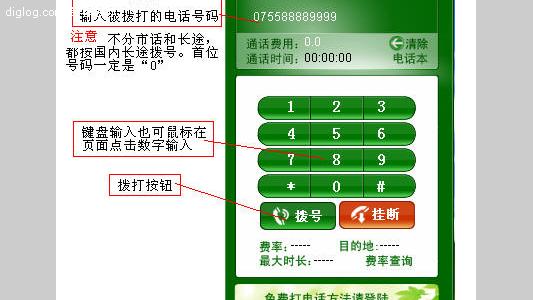 diglog.com
输入被拨打的电话号码
075588889999
注意 不分市话和长途,
都按国内长途拨号。首位
号码一定是“0”
通话费用: 0.0
清除
通话时间: 00:00:00
电话本
1 2 3
4 5 6
键盘输入也可鼠标在
页面点击数字输入
7 8 9
* 0 #
拨打按钮
拨号
挂断
费率:-----
目的地:-----
最大时长:-----
费率查询
免费打电话方法请登陆